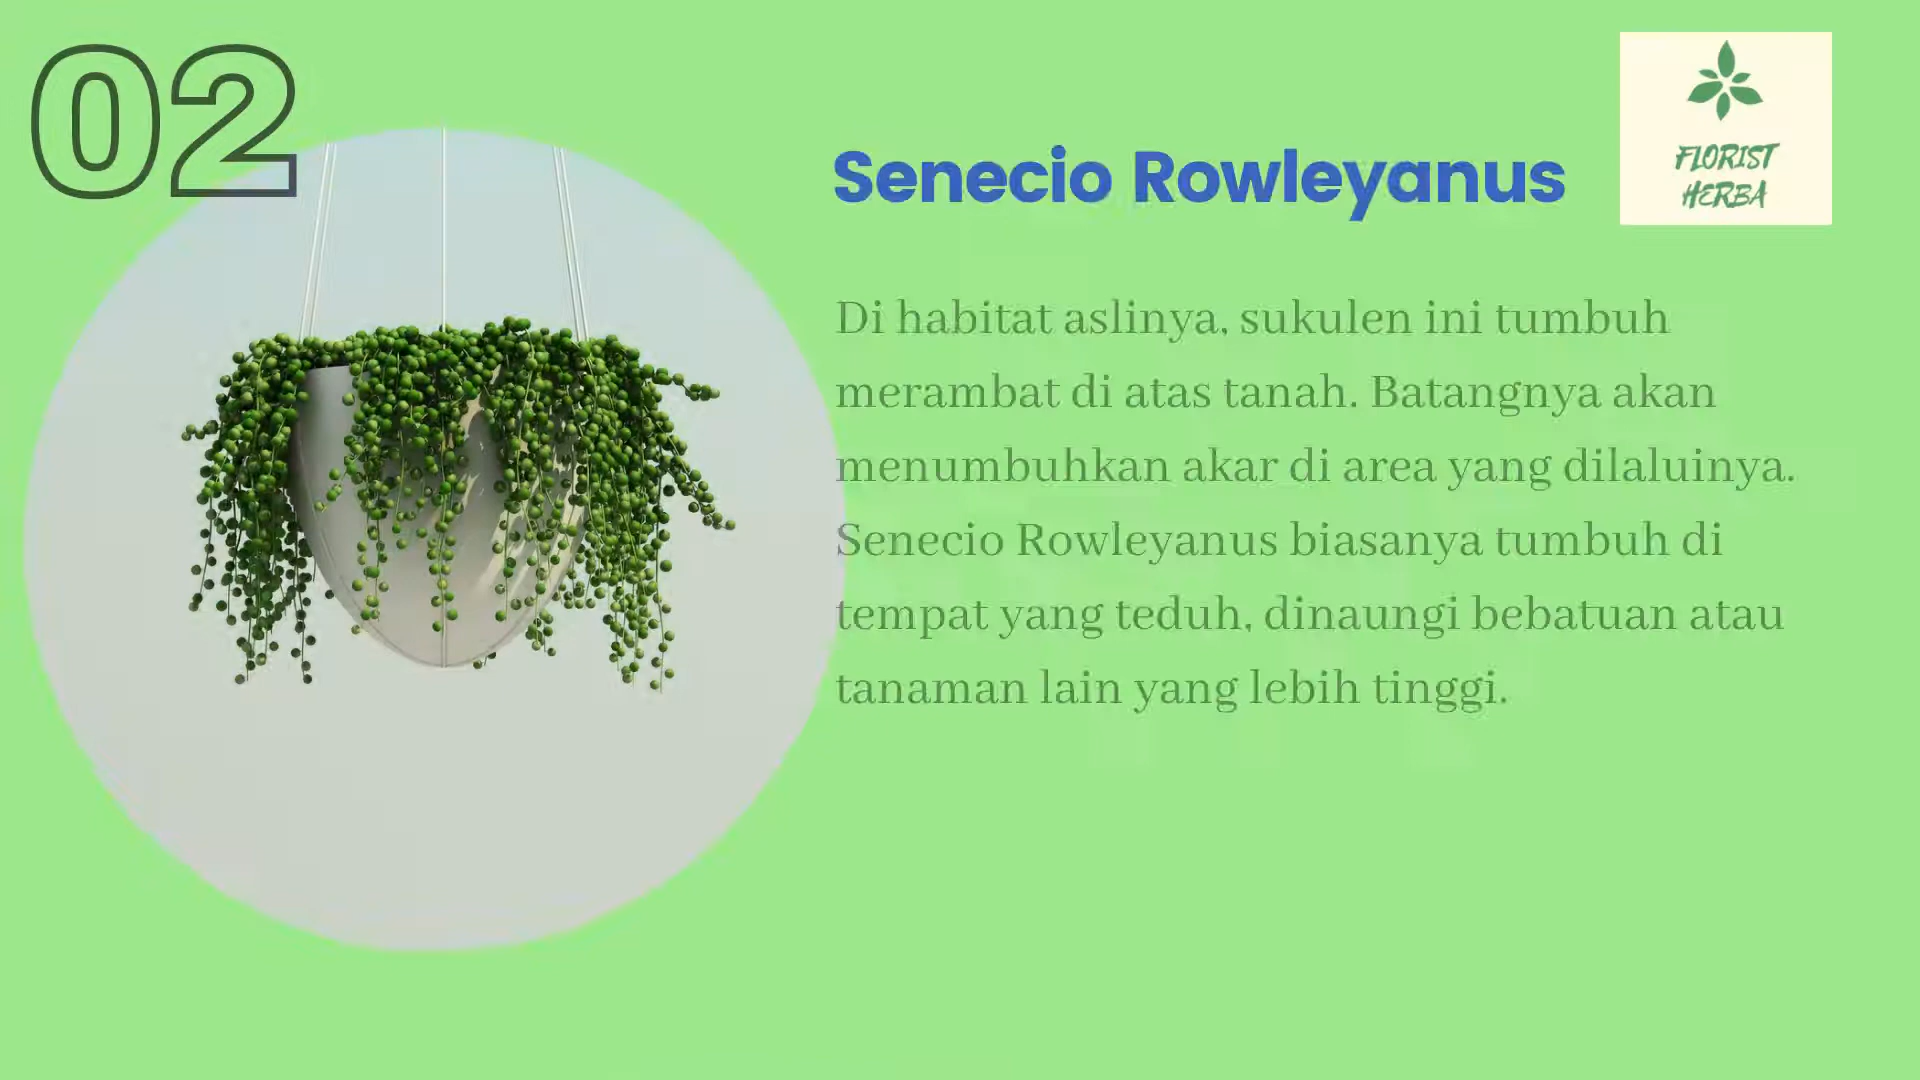 02
Senecio Rowleyanus
FLORIST
HERBA
Di habitat aslinya, sukulen ini tumbuh
merambat di atas tanah. Batangnya akan
menumbuhkan akar di area yang dilaluinya.
Senecio Rowleyanus biasanya tumbuh di
tempat yang teduh, dinaungi bebatuan atau
tanaman lain yang lebih tinggi.